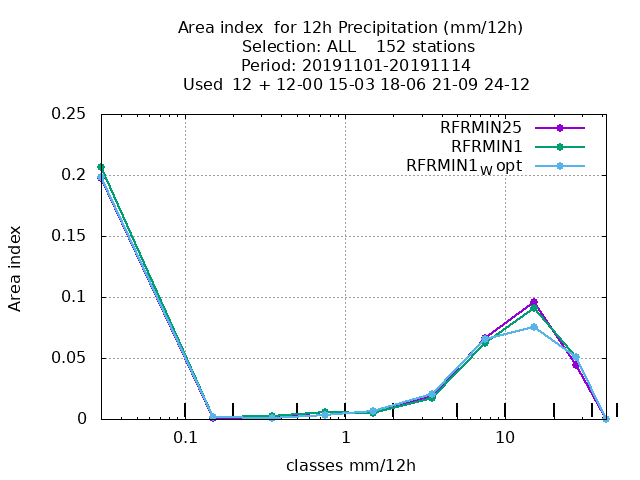 Area index  for 12h Precipitation (mm/12h)
Selection: ALL    152 stations
Period: 20191101-20191114
Used  12 + 12-00 15-03 18-06 21-09 24-12
0.25
RFRMIN25
RFRMIN1
RFRMIN1W opt
0.2
0.15
0.1
0.05
0
Area index
0.1
1
10
classes mm/12h